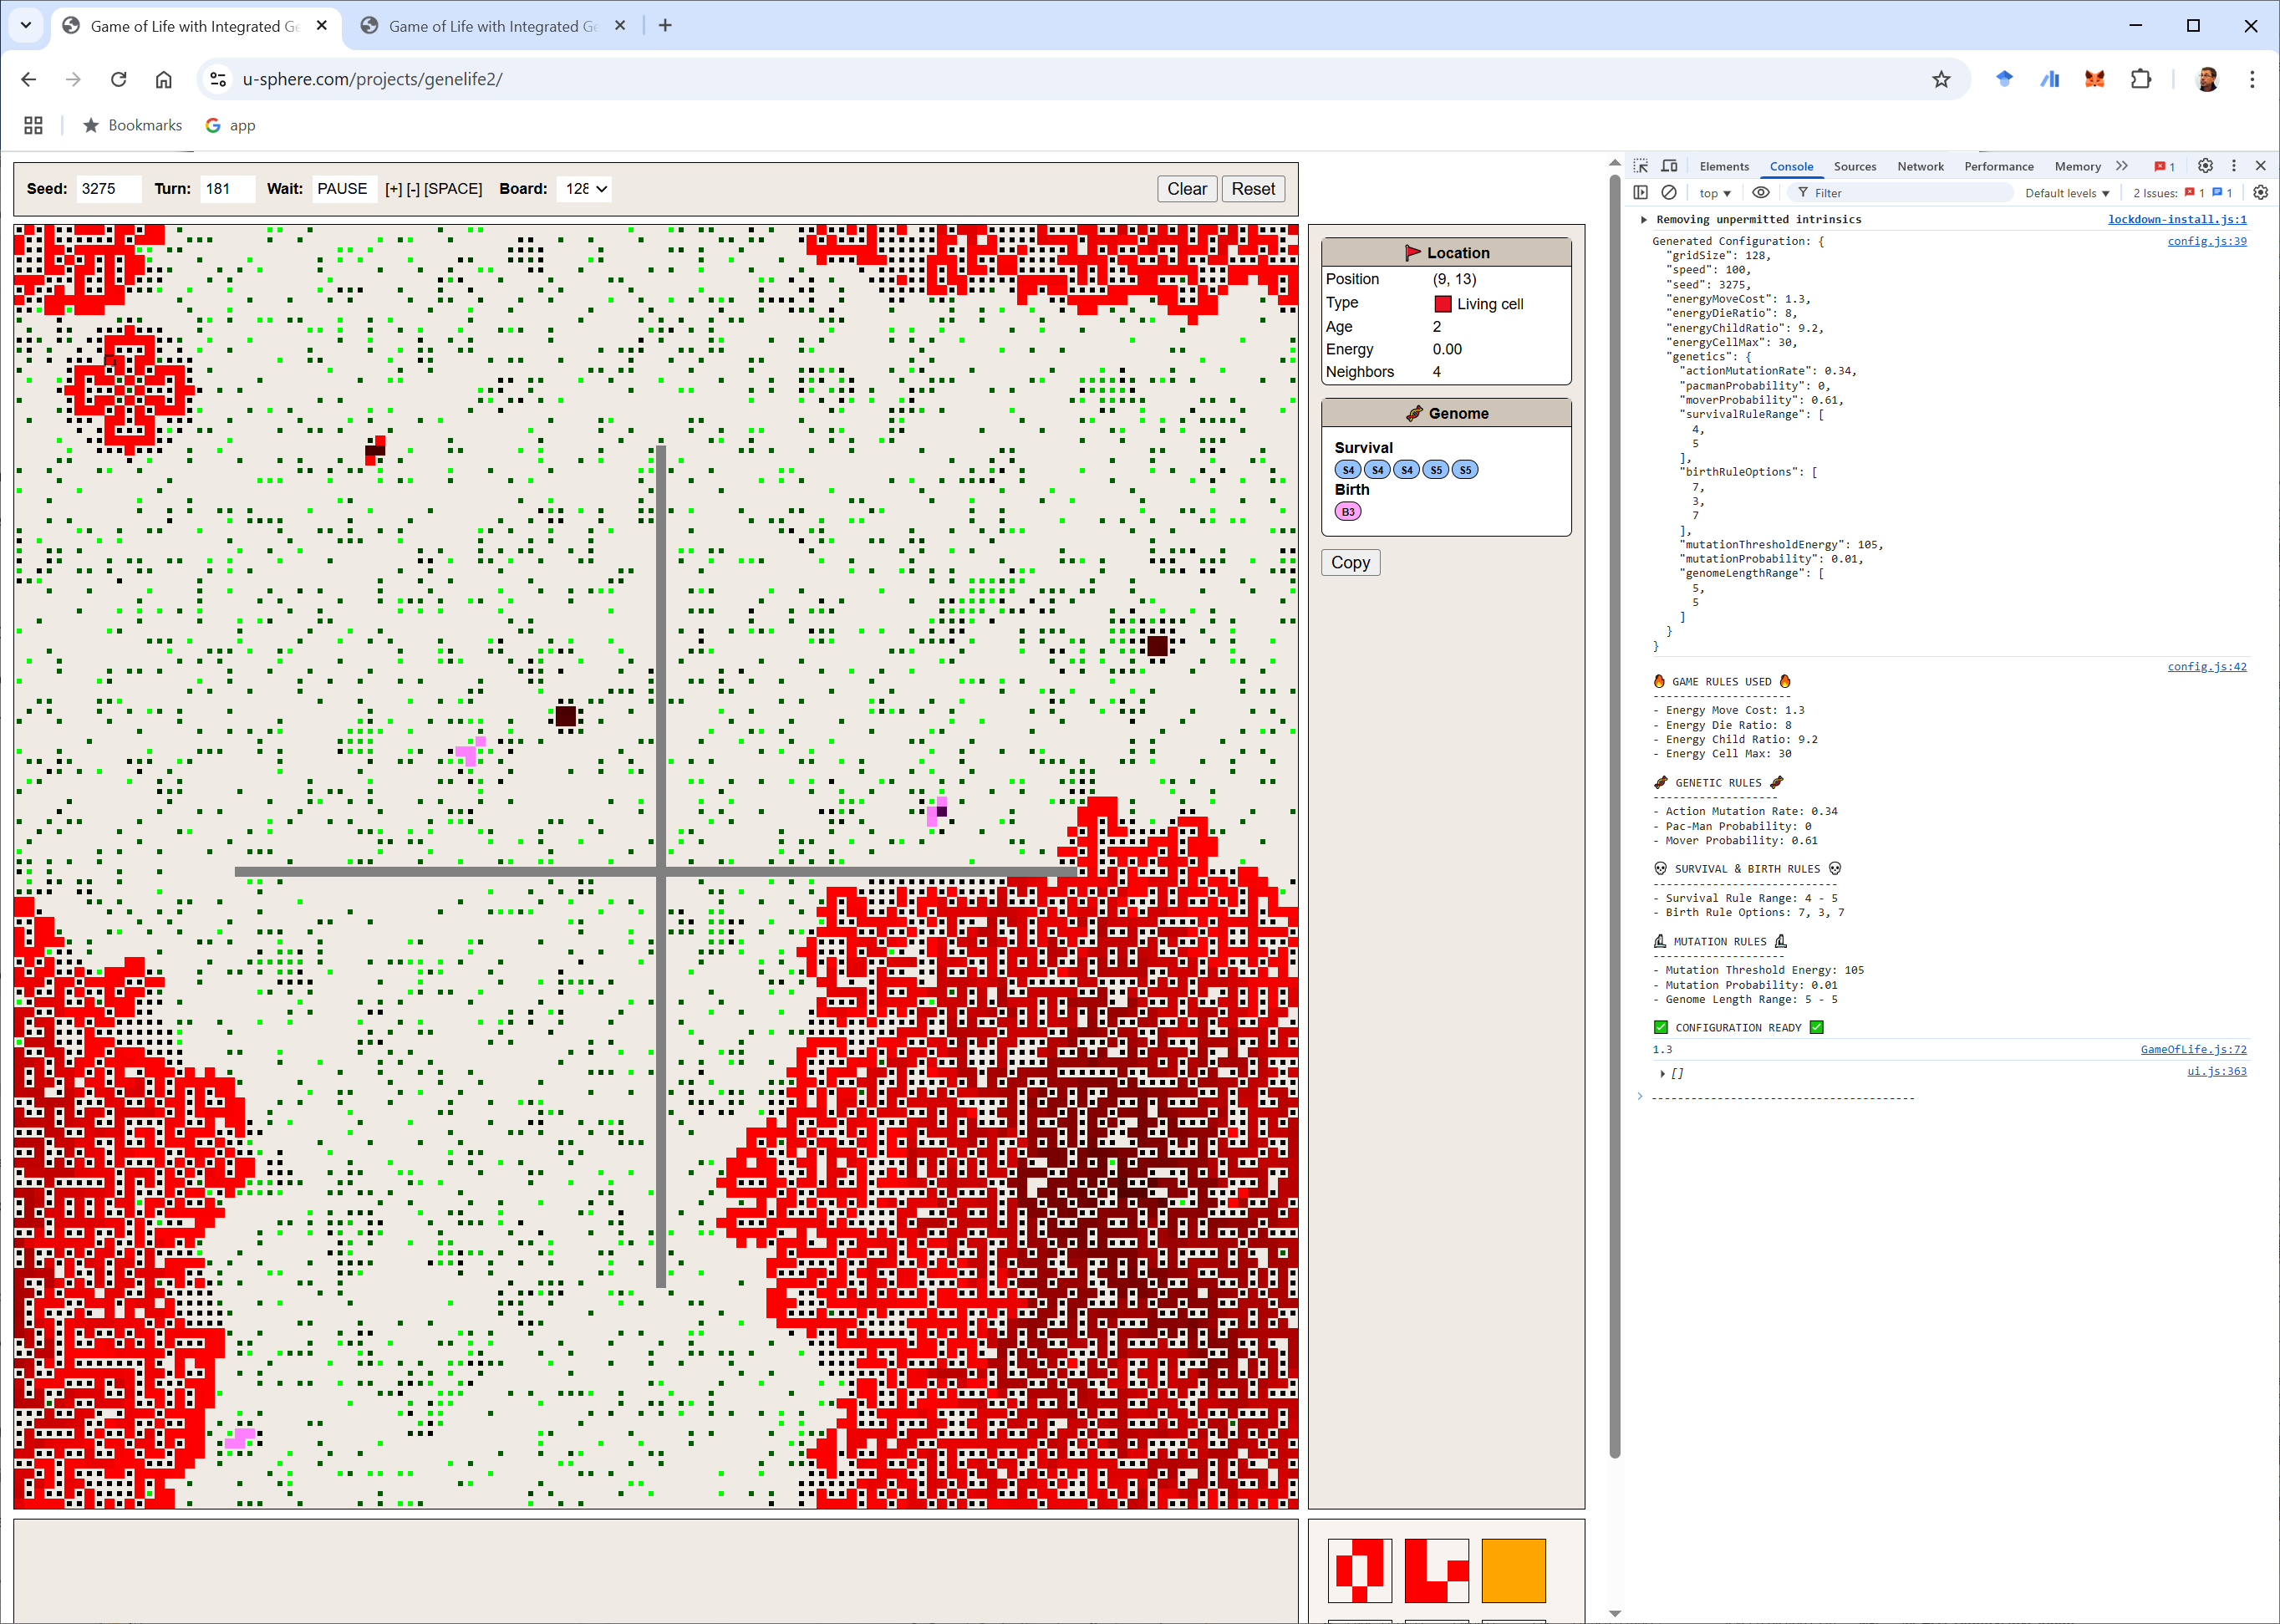 Game of Life with Integrated Ge
Game of Life with Integrated Ge
u-sphere.com/projects/genelife2/
Bookmarks
app
Seed: 3275 Turn: 181 Wait: PAUSE [+] [-] [SPACE] Board: 128 Clear Reset
Location
Position (9, 13)
Type Living cell
Age 2
Energy 0.00
Neighbors 4
Genome
Survival
S4 S4 S4 S5 S5
Birth
B3
Copy
Elements Console Sources Network Performance Memory 1
top Filter Default levels 2 Issues: 1 1
Removing unpermitted intrinsics lockdown-install.js:1
Generated Configuration: { config.js:39
"gridSize": 128,
"speed": 100,
"seed": 3275,
"energyMoveCost": 1.3,
"energyDieRatio": 8,
"energyChildRatio": 9.2,
"energyCellMax": 30,
"genetics": {
"actionMutationRate": 0.34,
"pacmanProbability": 0,
"moverProbability": 0.61,
"survivalRuleRange": [
4,
5
],
"birthRuleOptions": [
7,
3,
7
],
"mutationThresholdEnergy": 105,
"mutationProbability": 0.01,
"genomeLengthRange": [
5,
5
]
}
}
config.js:42
🔥 GAME RULES USED 🔥
---------------------
- Energy Move Cost: 1.3
- Energy Die Ratio: 8
- Energy Child Ratio: 9.2
- Energy Cell Max: 30
🧬 GENETIC RULES 🧬
-------------------
- Action Mutation Rate: 0.34
- Pac-Man Probability: 0
- Mover Probability: 0.61
💀 SURVIVAL & BIRTH RULES 💀
----------------------------
- Survival Rule Range: 4 - 5
- Birth Rule Options: 7, 3, 7
🔬 MUTATION RULES 🔬
--------------------
- Mutation Threshold Energy: 105
- Mutation Probability: 0.01
- Genome Length Range: 5 - 5
✅ CONFIGURATION READY ✅
1.3 GameOfLife.js:72
[] ui.js:363
----------------------------------------